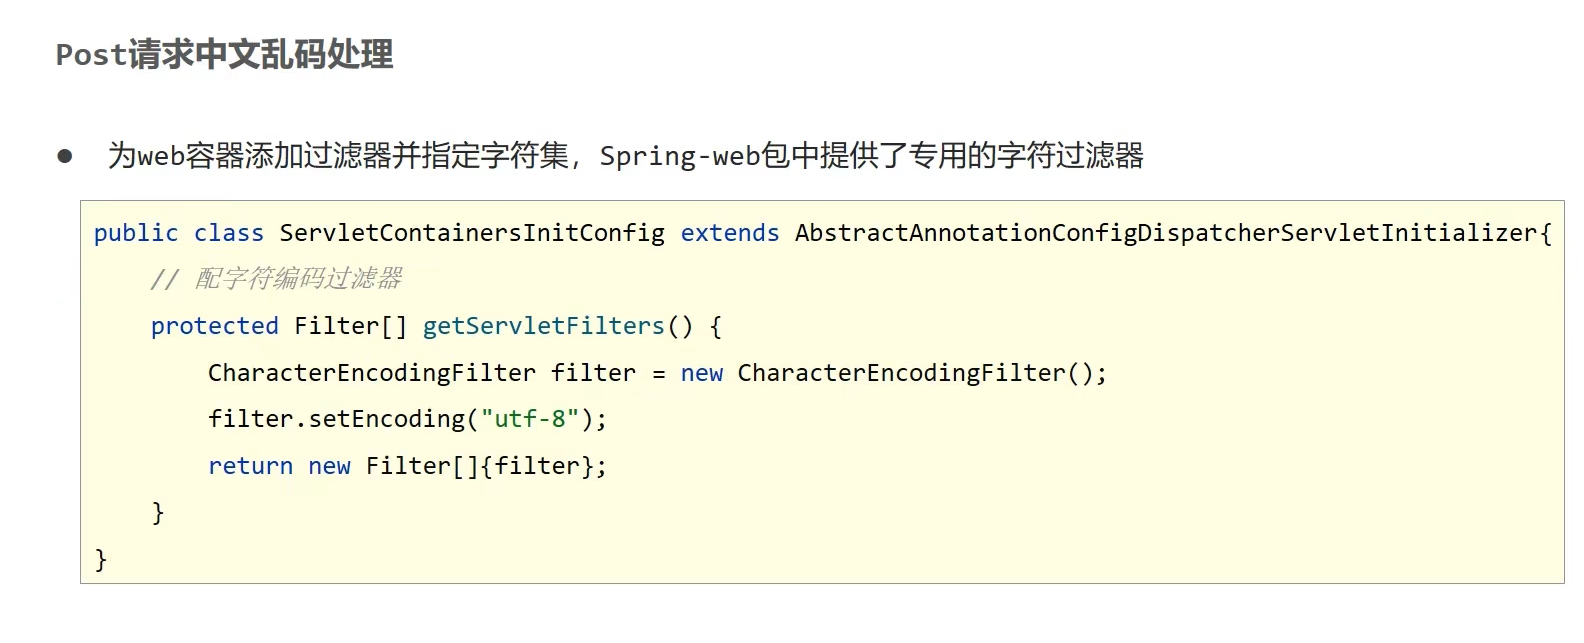 Post请求中文乱码处理
● 为web容器添加过滤器并指定字符集，Spring-web包中提供了专用的字符过滤器
public class ServletContainersInitConfig extends AbstractAnnotationConfigDispatcherServletInitializer{
    // 配字符编码过滤器
    protected Filter[] getServletFilters() {
        CharacterEncodingFilter filter = new CharacterEncodingFilter();
        filter.setEncoding("utf-8");
        return new Filter[]{filter};
    }
}